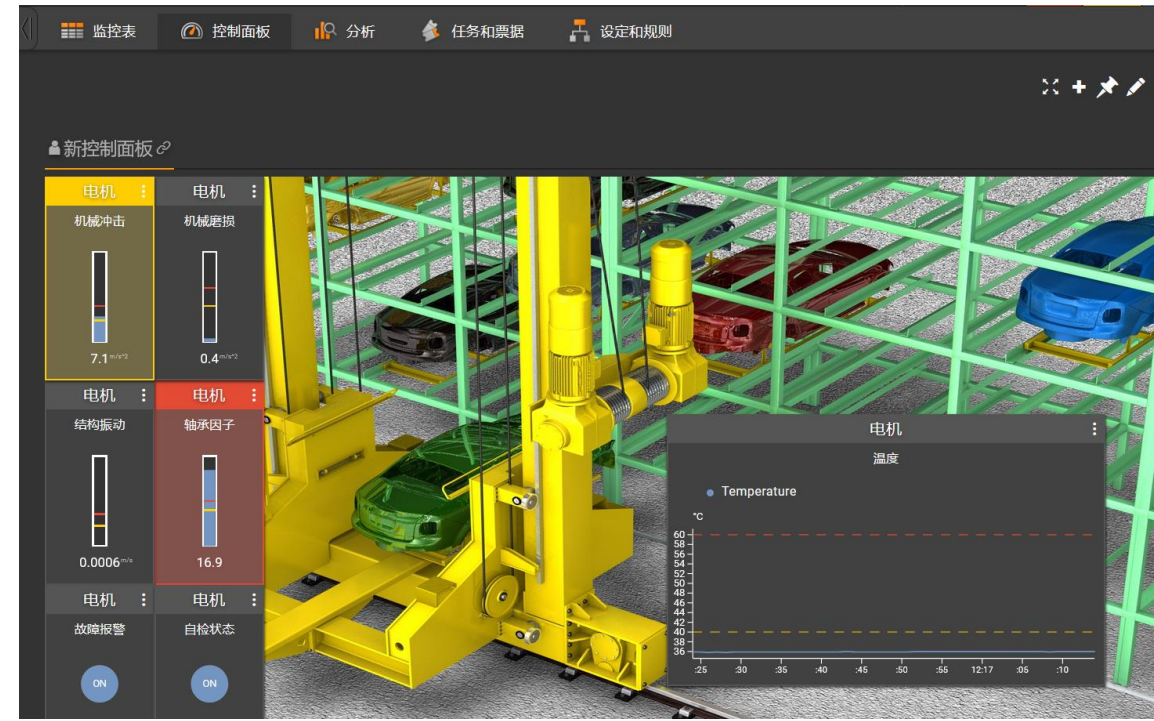 监控表 控制面板 分析 任务和票据 设定和规则
新控制面板
电机 电机
机械冲击 机械磨损
7.1 m/s^2 0.4 m/s^2
电机 电机
结构振动 轴承因子
0.0006 m/s 16.9
电机 电机
故障报警 自检状态
ON ON
电机
温度
Temperature
°C
60
58
56
54
52
50
48
46
44
42
40
38
36
:25 :30 :35 :40 :45 :50 :55 12:17 :05 :10